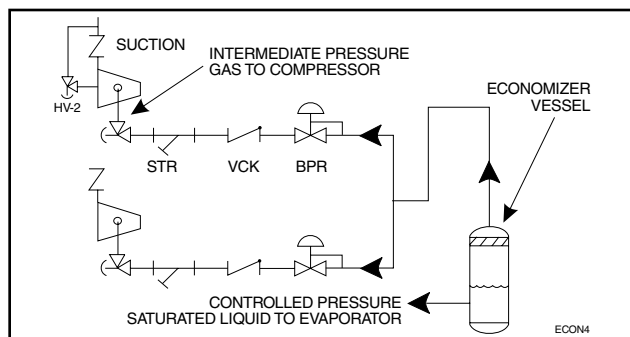 SUCTION
INTERMEDIATE PRESSURE
GAS TO COMPRESSOR
ECONOMIZER
VESSEL
HV-2
STR
VCK
BPR
CONTROLLED PRESSURE
SATURATED LIQUID TO EVAPORATOR
ECON4